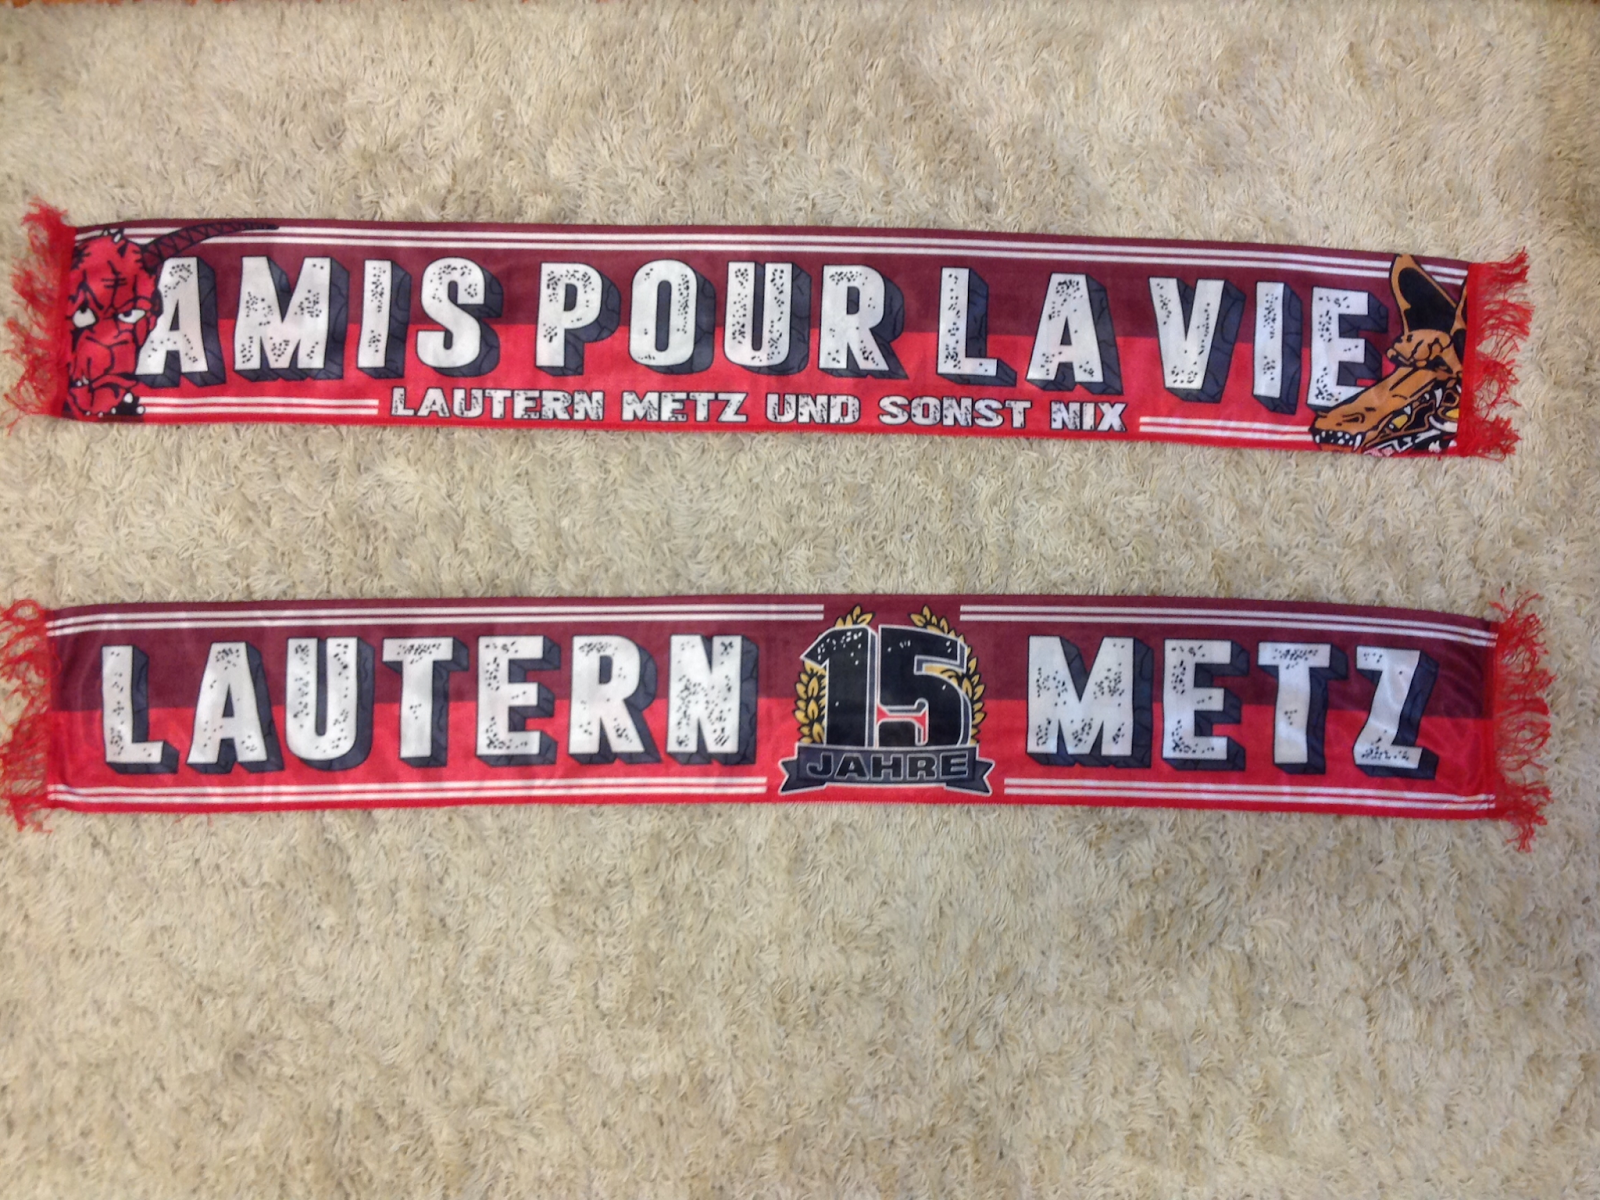 AMIS POUR LA VIE
LAUTERN METZ UND SONST NIX
LAUTERN 15 METZ
JAHRE